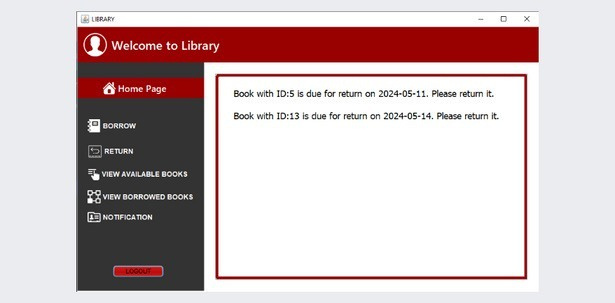 LIBRARY
Welcome to Library
Home Page
BORROW
RETURN
VIEW AVAILABLE BOOKS
VIEW BORROWED BOOKS
NOTIFICATION
LOGOUT
Book with ID:5 is due for return on 2024-05-11. Please return it.
Book with ID:13 is due for return on 2024-05-14. Please return it.